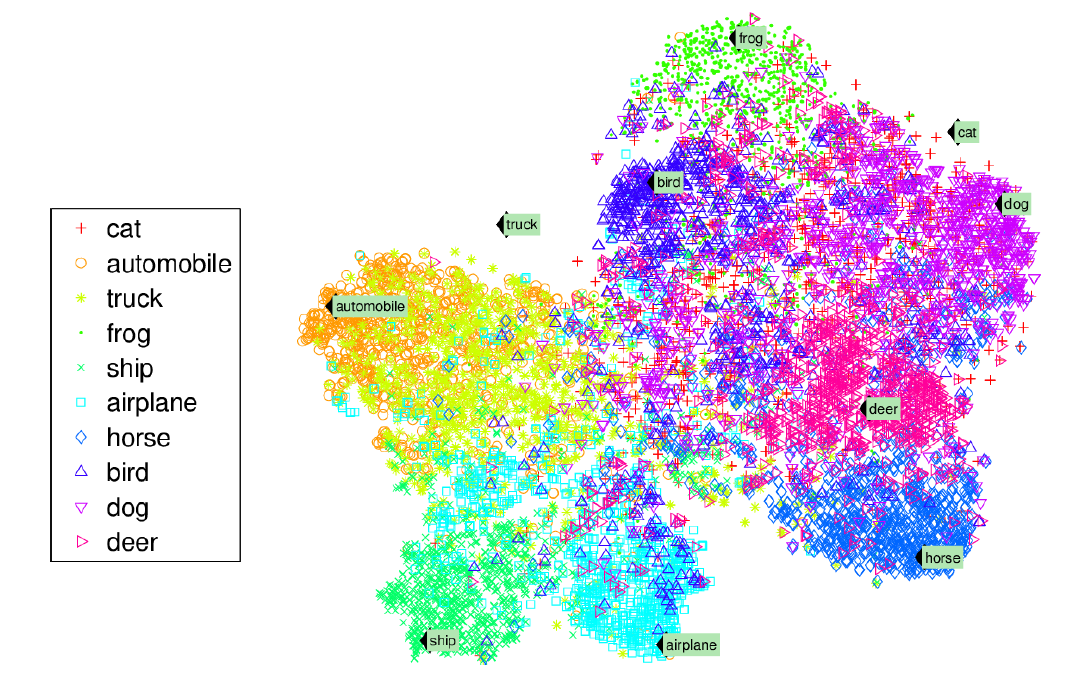 frog
cat
bird
dog
truck
cat
automobile
truck
frog
ship
airplane
horse
bird
dog
deer
automobile
deer
horse
ship
airplane